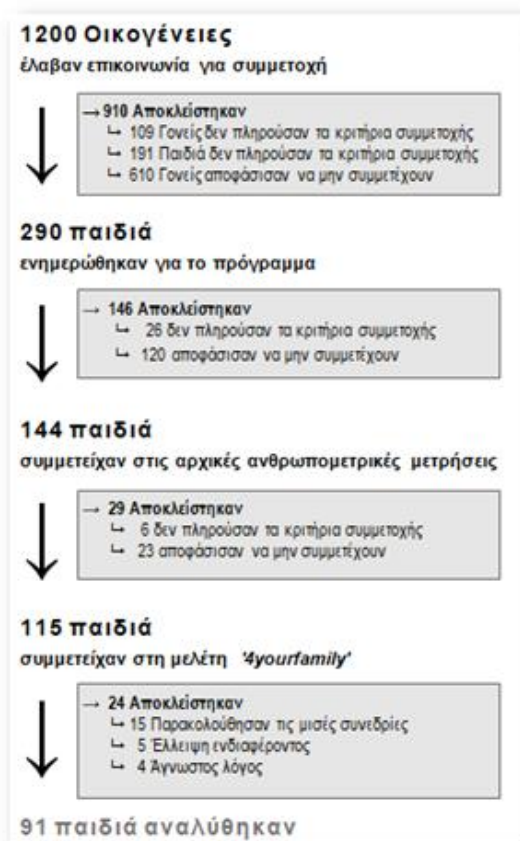 1200 Οικογένειες
έλαβαν επικοινωνία για συμμετοχή
→ 910 Αποκλείστηκαν
↳ 109 Γονείς δεν πληρούσαν τα κριτήρια συμμετοχής
↳ 191 Παιδιά δεν πληρούσαν τα κριτήρια συμμετοχής
↳ 610 Γονείς αποφάσισαν να μην συμμετέχουν
290 παιδιά
ενημερώθηκαν για το πρόγραμμα
→ 146 Αποκλείστηκαν
↳ 26 δεν πληρούσαν τα κριτήρια συμμετοχής
↳ 120 αποφάσισαν να μην συμμετέχουν
144 παιδιά
συμμετείχαν στις αρχικές ανθρωπομετρικές μετρήσεις
→ 29 Αποκλείστηκαν
↳ 6 δεν πληρούσαν τα κριτήρια συμμετοχής
↳ 23 αποφάσισαν να μην συμμετέχουν
115 παιδιά
συμμετείχαν στη μελέτη '4yourfamily'
→ 24 Αποκλείστηκαν
↳ 15 Παρακολούθησαν τις μισές συνεδρίες
↳ 5 Έλλειψη ενδιαφέροντος
↳ 4 Άγνωστος λόγος
91 παιδιά αναλύθηκαν